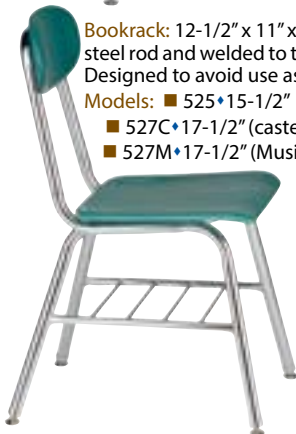 Bookrack: 12-1/2" x 11" x
steel rod and welded to t
Designed to avoid use as
Models: ■ 525♦15-1/2"
■ 527C♦17-1/2" (caste
■ 527M♦17-1/2" (Musi